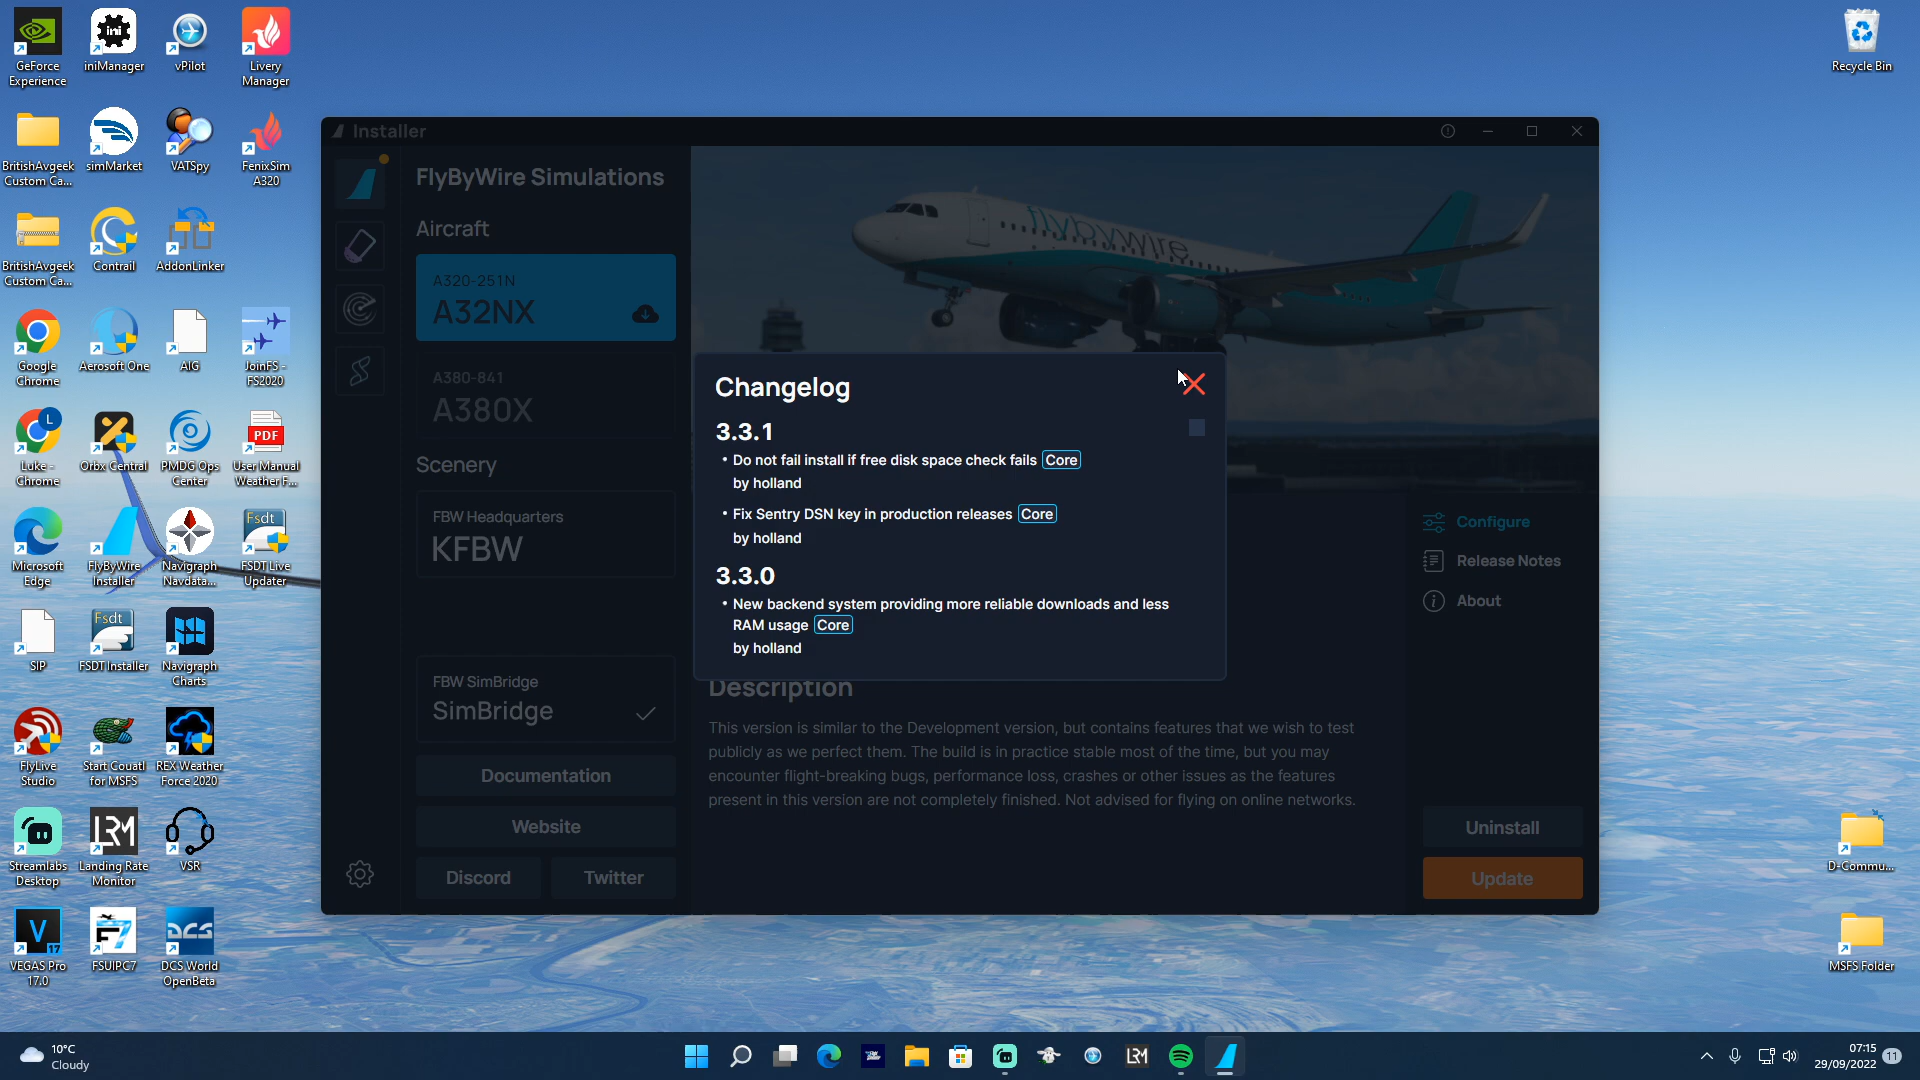 GeForce
Experience
iniManager
vPilot
Livery
Manager
Recycle Bin
BritishAvgeek
Custom Ca...
simMarket
VATSpy
FenixSim
A320
BritishAvgeek
Custom Ca...
Contrail
AddonLinker
Google
Chrome
Aerosoft One
AIG
JoinFS -
FS2020
Luke -
Chrome
Orbx Central
PMDG Ops
Center
PDF
User Manual
Weather F...
Microsoft
Edge
FlyByWire
Installer
Navigraph
Navdata...
Fsdt
FSDT Live
Updater
SIP
Fsdt
FSDT Installer
Navigraph
Charts
FlyLive
Studio
Start Couatl
for MSFS
REX Weather
Force 2020
Streamlabs
Desktop
LRM
Landing Rate
Monitor
VSR
VEGAS Pro
17.0
F7
FSUIPC7
DCS
DCS World
OpenBeta
D-Commu...
MSFS Folder
Installer
FlyByWire Simulations
Aircraft
A320-251N
A32NX
A380-841
A380X
Scenery
FBW Headquarters
KFBW
FBW SimBridge
SimBridge
Documentation
Website
Discord
Twitter
flybywire
Changelog
3.3.1
• Do not fail install if free disk space check fails Core
by holland
• Fix Sentry DSN key in production releases Core
by holland
3.3.0
• New backend system providing more reliable downloads and less
RAM usage Core
by holland
Description
This version is similar to the Development version, but contains features that we wish to test
publicly as we perfect them. The build is in practice stable most of the time, but you may
encounter flight-breaking bugs, performance loss, crashes or other issues as the features
present in this version are not completely finished. Not advised for flying on online networks.
Configure
Release Notes
About
Uninstall
Update
10°C
Cloudy
LRM
07:15
29/09/2022
11